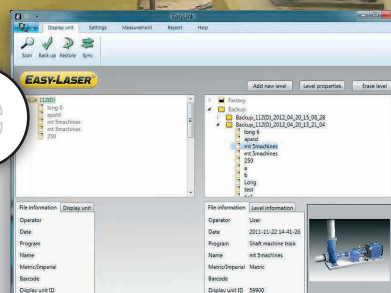 EasyLink
Display unit Settings Measurement Report Help
Scan Back up Restore Sync
EASY-LASER®
Add new level Level properties Erase level
112(D)
long 6
apstd
mt 5machines
mt 5machines
250
Factory
Backup
Backup_112(D)_2012_04_20_15_08_28
Backup_112(D)_2012_04_20_15_21_04
long 6
apstd
mt 5machines
mt 5machines
250
a
b
Long
test
File information Display unit
Operator
Date
Program
Name
Metric/Imperial
Barcode
Display unit ID
File information Level information
Operator User
Date 2011-11-22 14-41-26
Program Shaft machine train
Name mt 5machines
Metric/Imperial Metric
Barcode
Display unit ID 59900